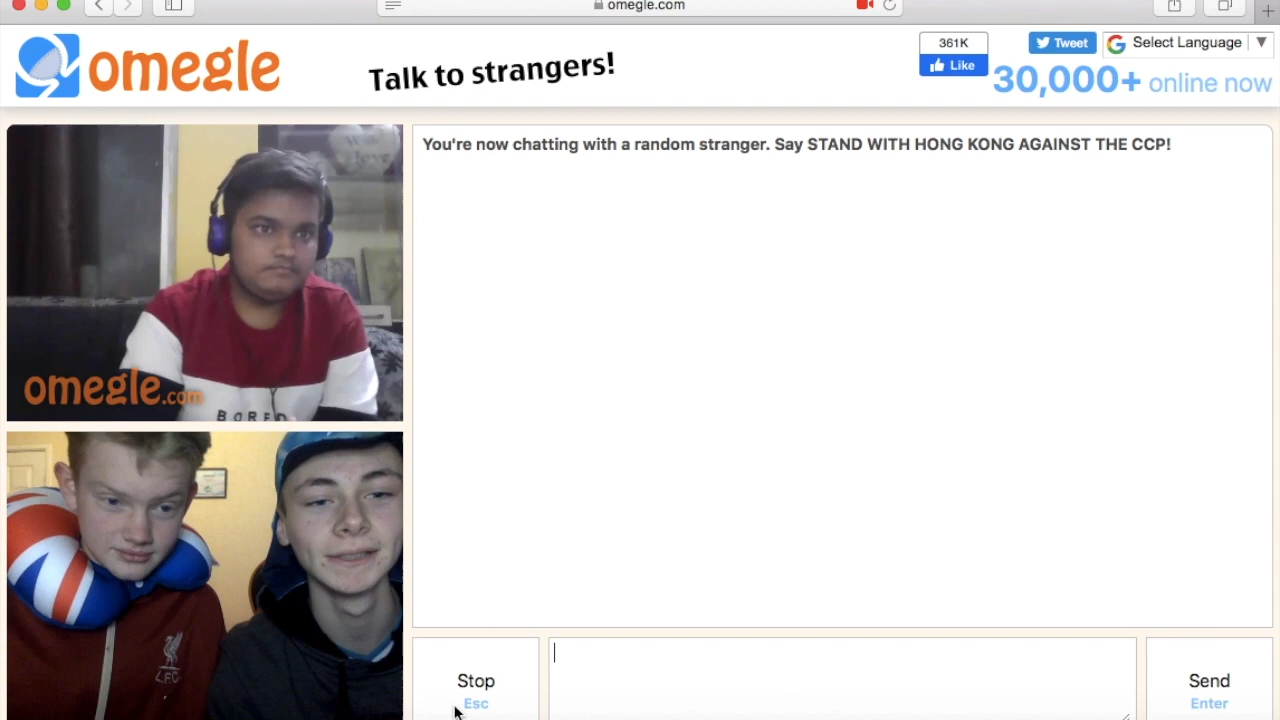 omegle.com
omegle
Talk to strangers!
361K
Like
Tweet
Select Language
30,000+ online now
You're now chatting with a random stranger. Say STAND WITH HONG KONG AGAINST THE CCP!
omegle.com
BORED
L.F.C.
Stop
Esc
Send
Enter